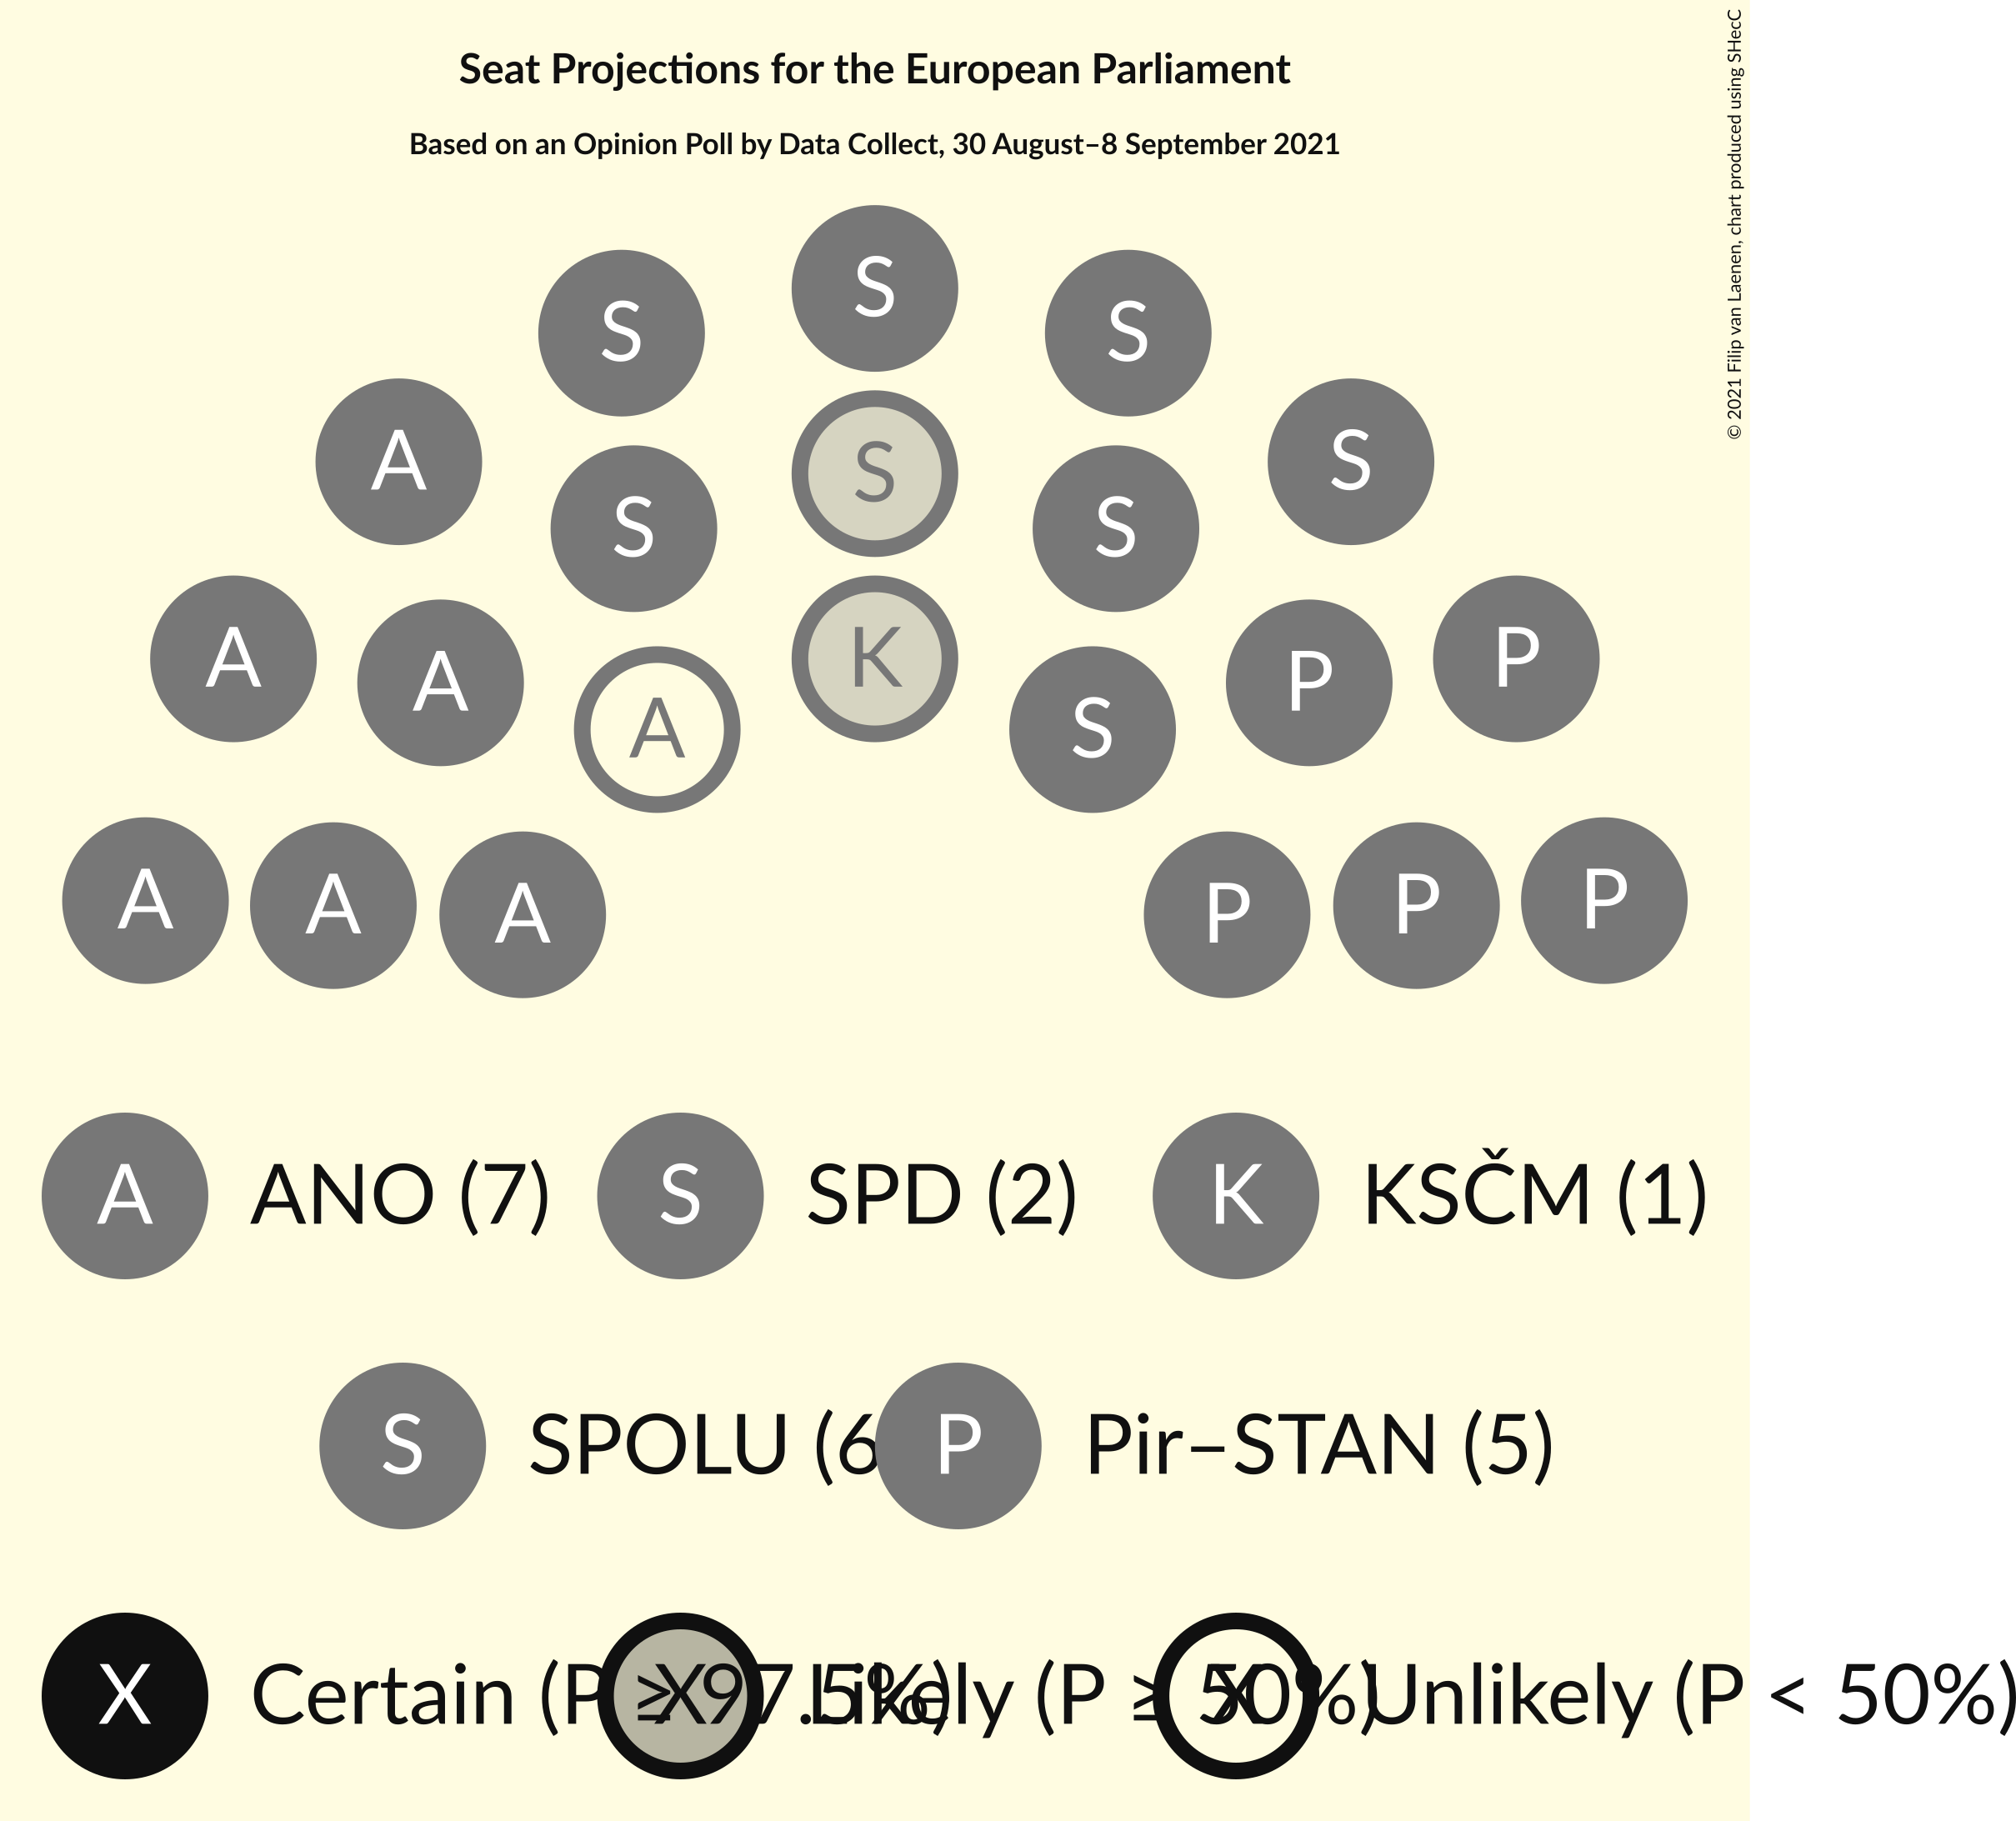 Seat Projections for the European Parliament
Based on an Opinion Poll by Data Collect, 30 August–8 September 2021
© 2021 Filip van Laenen, chart produced using SHecC
S
S S
A S
S
S S
A P
A P
K
A S
A A A P P P
A ANO (7) S SPD (2) K KSČM (1)
S SPOLU (6 P Pir–STAN (5)
X Certain (P ≥ 97.5%) X Likely (P ≥ 50%) X Unlikely (P < 50%)